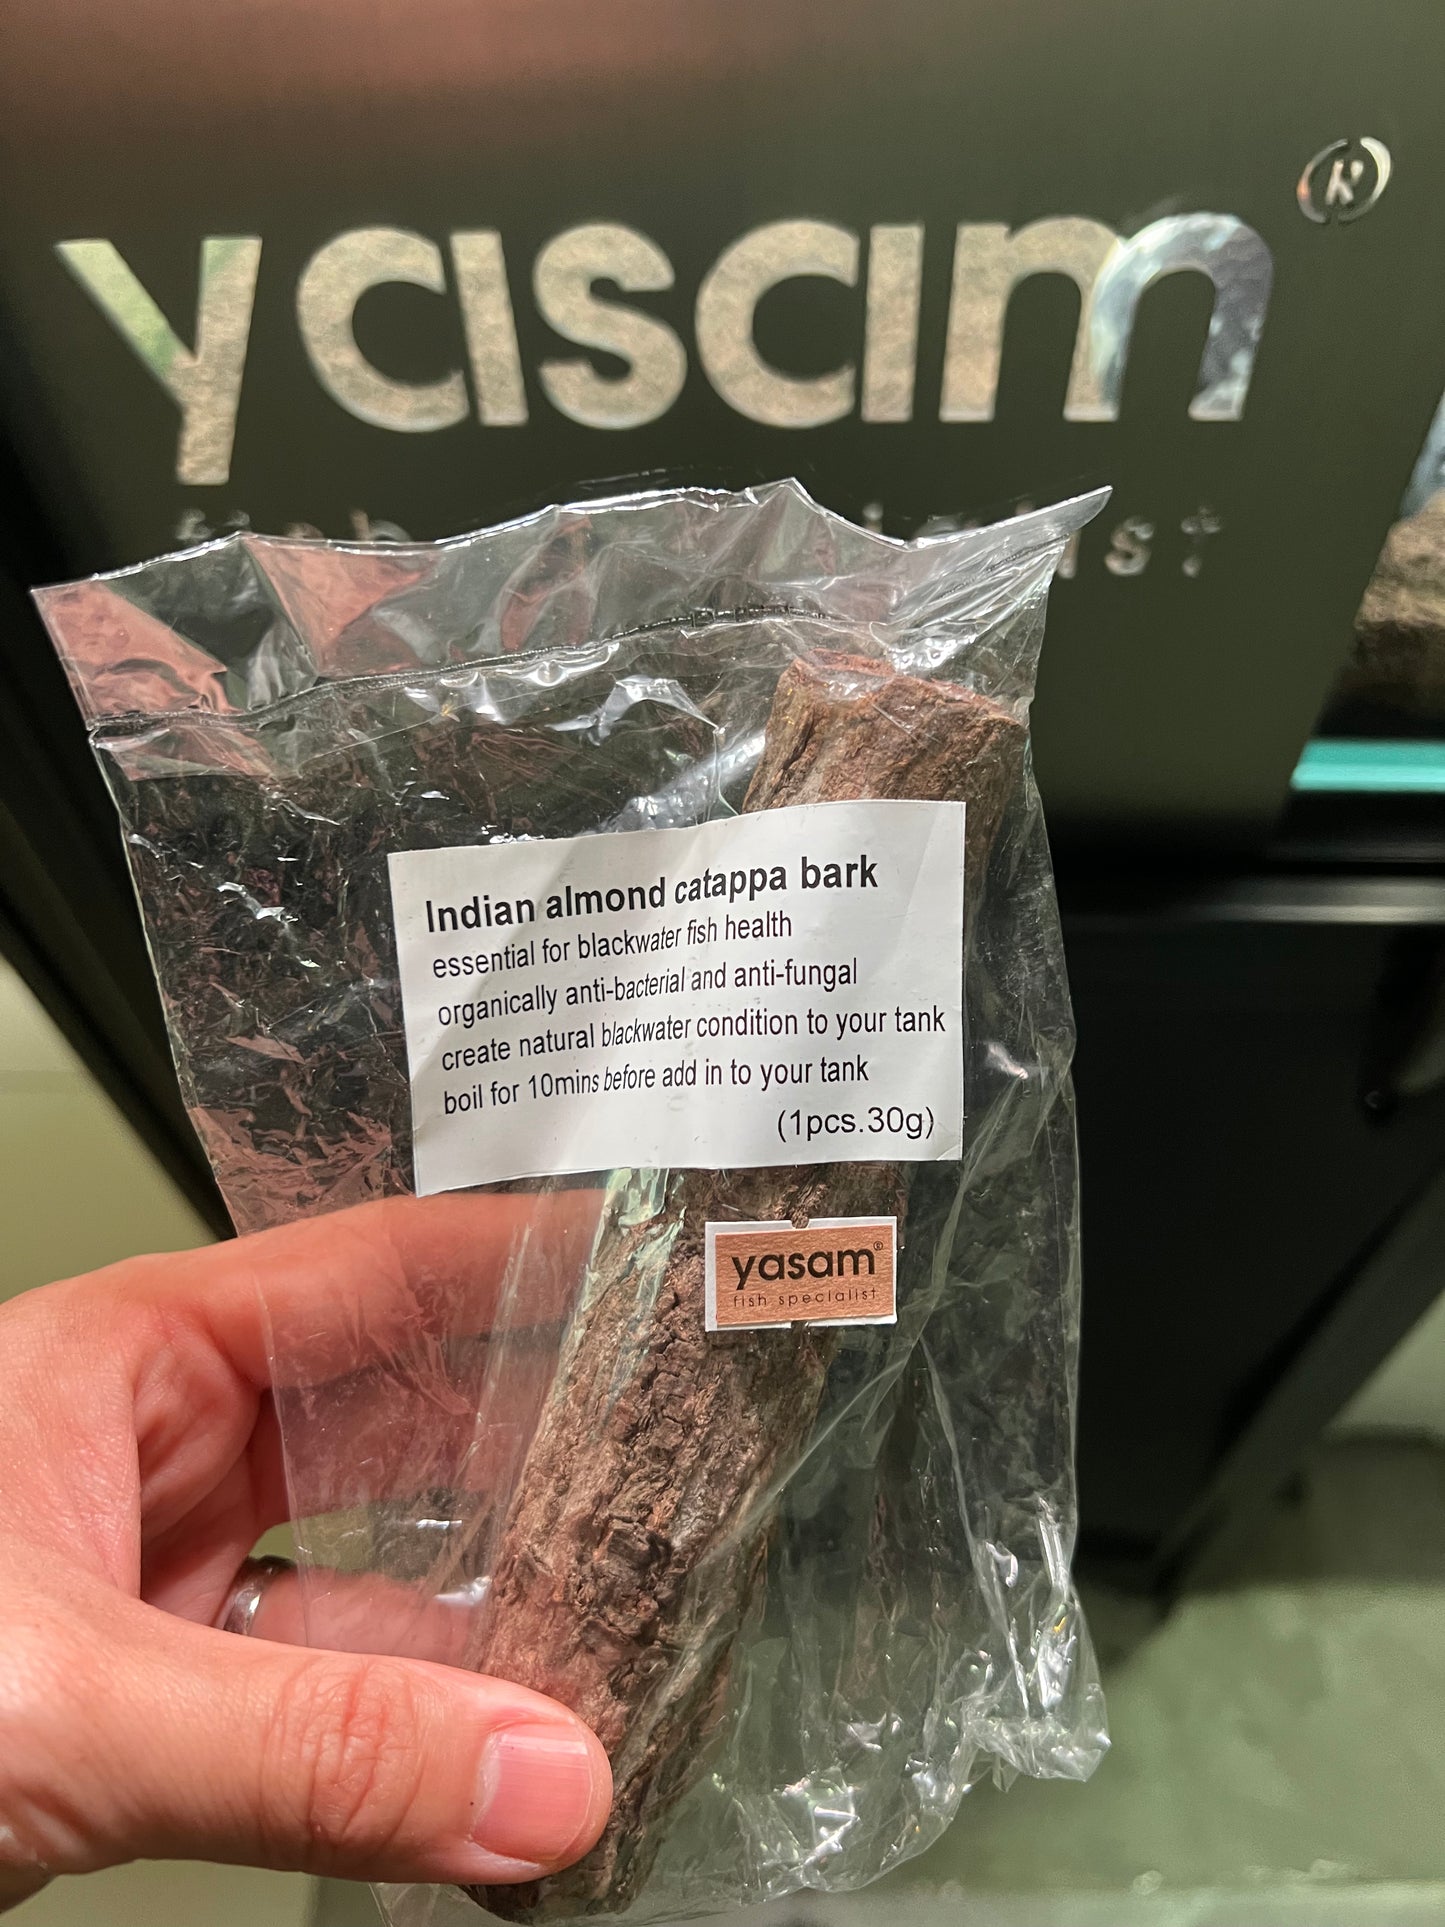 yasam
Indian almond catappa bark
essential for blackwater fish health
organically anti-bacterial and anti-fungal
create natural blackwater condition to your tank
boil for 10mins before add in to your tank
(1pcs.30g)
yasam®
fish specialist